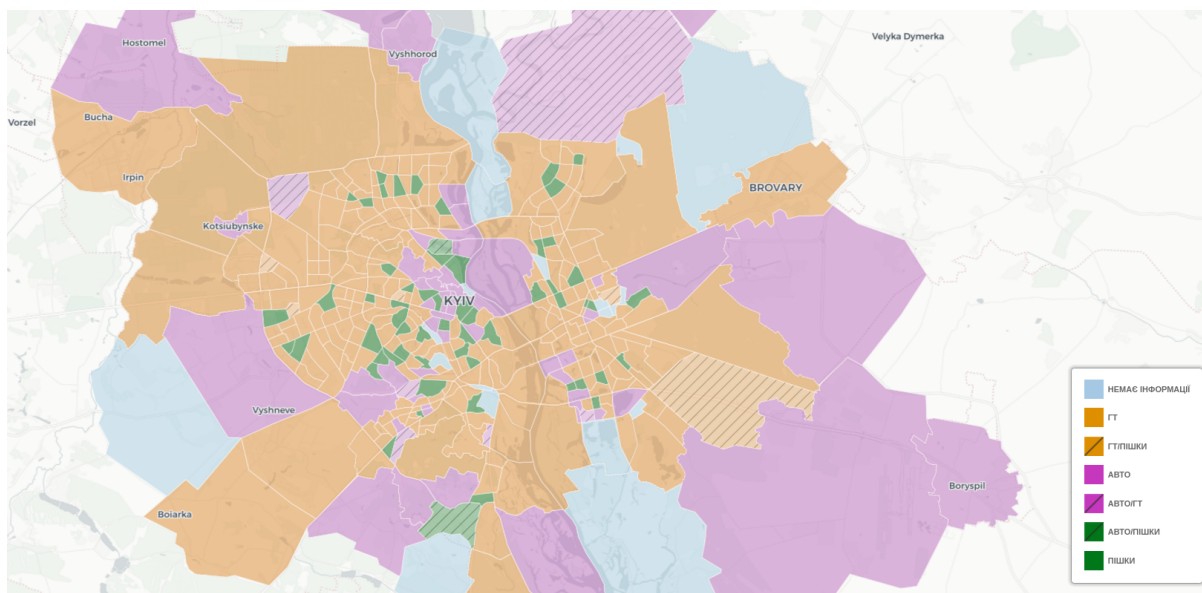 Velyka Dymerka
Hostomel
Vyshhorod
Bucha
Vorzel
Irpin
BROVARY
Kotsiubynske
KYIV
Vyshneve
Boryspil
Boiarka
НЕМАЄ ІНФОРМАЦІЇ
ГТ
ГТ/ПІШКИ
АВТО
АВТО/ГТ
АВТО/ПІШКИ
ПІШКИ